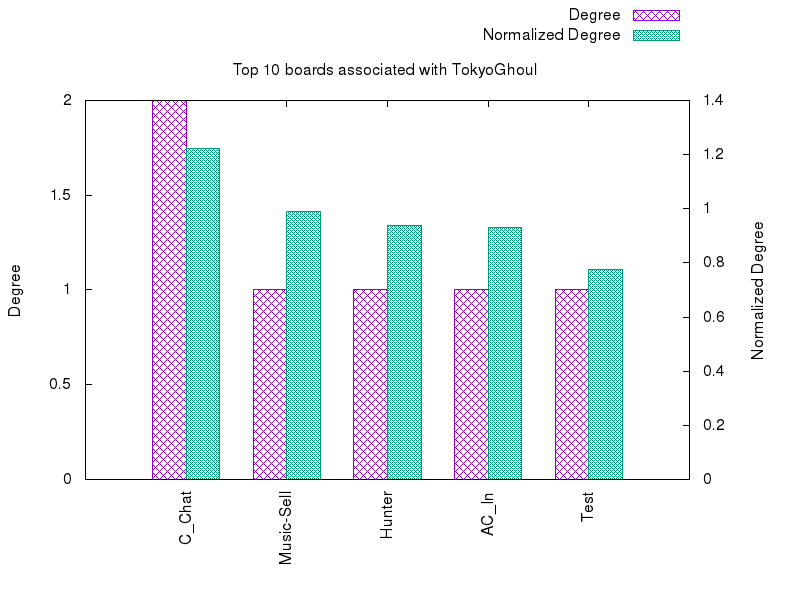 Degree
Normalized Degree
Top 10 boards associated with TokyoGhoul
2
1.5
1
0.5
0
Degree
1.4
1.2
1
0.8
0.6
0.4
0.2
0
Normalized Degree
C_Chat
Music-Sell
Hunter
AC_In
Test